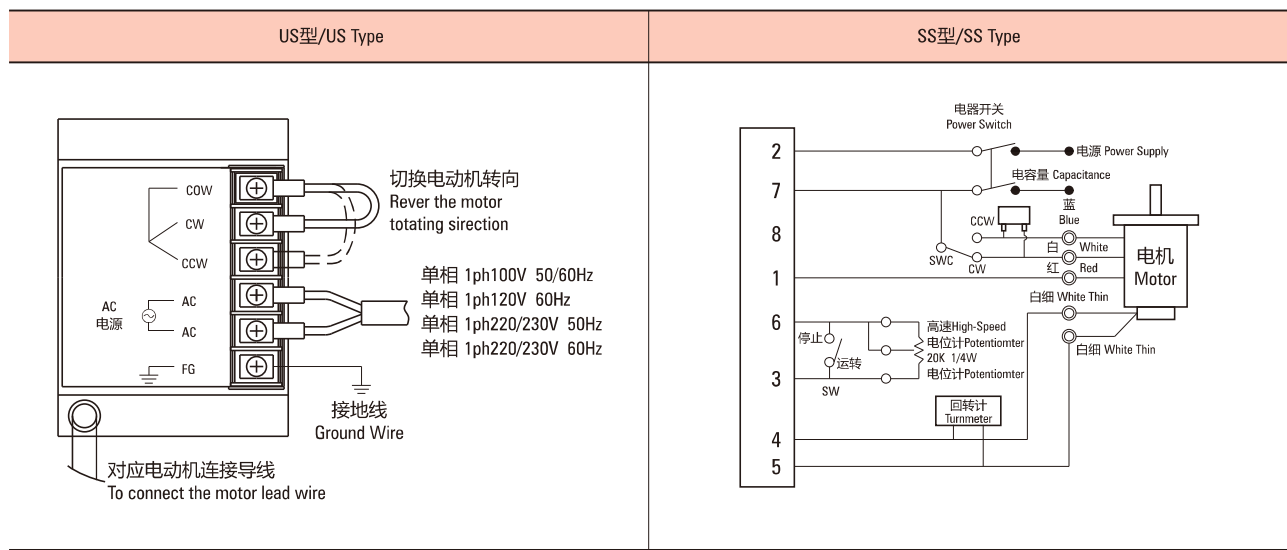 US型/US Type
SS型/SS Type
COW
CW
CCW
AC
电源
AC
AC
FG
切换电动机转向
Rever the motor
totating sirection
单相 1ph100V 50/60Hz
单相 1ph120V 60Hz
单相 1ph220/230V 50Hz
单相 1ph220/230V 60Hz
接地线
Ground Wire
对应电动机连接导线
To connect the motor lead wire
电器开关
Power Switch
2
电源 Power Supply
7
电容量 Capacitance
蓝
Blue
8
CCW
白 White
SWC
CW
1
红 Red
电机
Motor
白细 White Thin
6
停止
运转
高速High-Speed
电位计Potentiomter
20K 1/4W
电位计Potentiomter
白细 White Thin
3
SW
回转计
Turnmeter
4
5